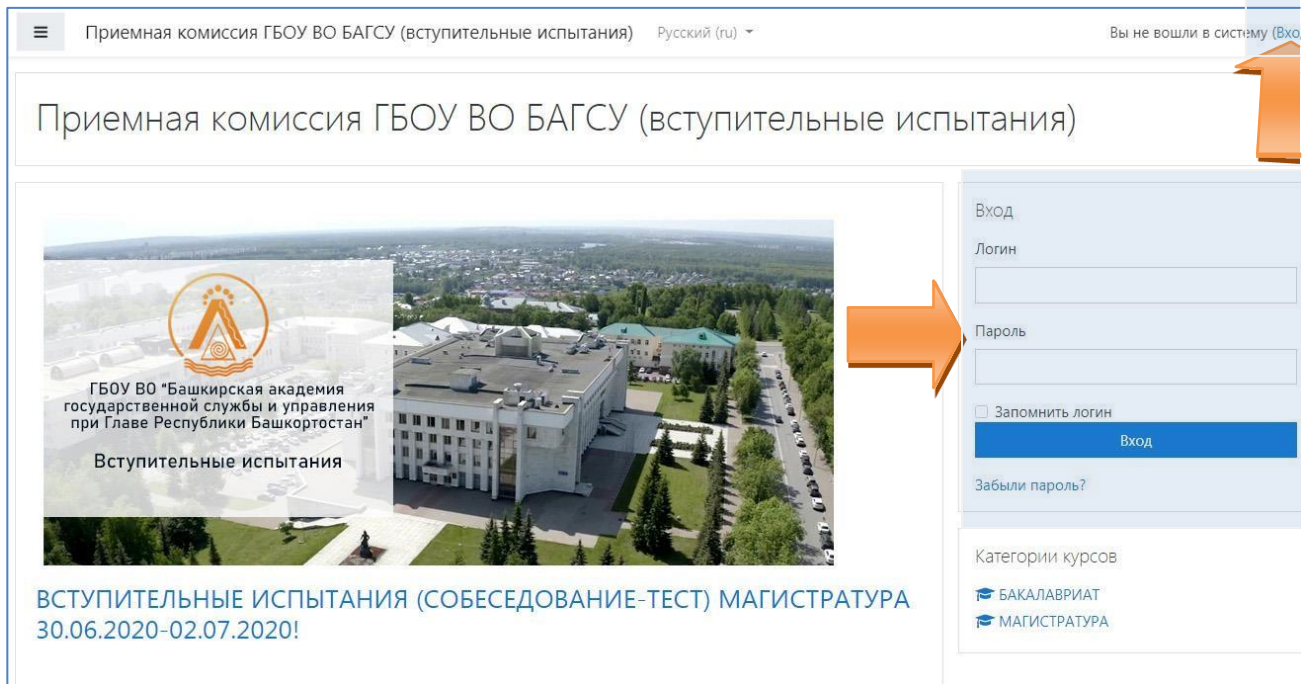 Приемная комиссия ГБОУ ВО БАГСУ (вступительные испытания) Русский (ru)
Вы не вошли в систему (Вхо
Приемная комиссия ГБОУ ВО БАГСУ (вступительные испытания)
ГБОУ ВО "Башкирская академия
государственной службы и управления
при Главе Республики Башкортостан"
Вступительные испытания
ВСТУПИТЕЛЬНЫЕ ИСПЫТАНИЯ (СОБЕСЕДОВАНИЕ-ТЕСТ) МАГИСТРАТУРА
30.06.2020-02.07.2020!
Вход
Логин
Пароль
Запомнить логин
Вход
Забыли пароль?
Категории курсов
БАКАЛАВРИАТ
МАГИСТРАТУРА